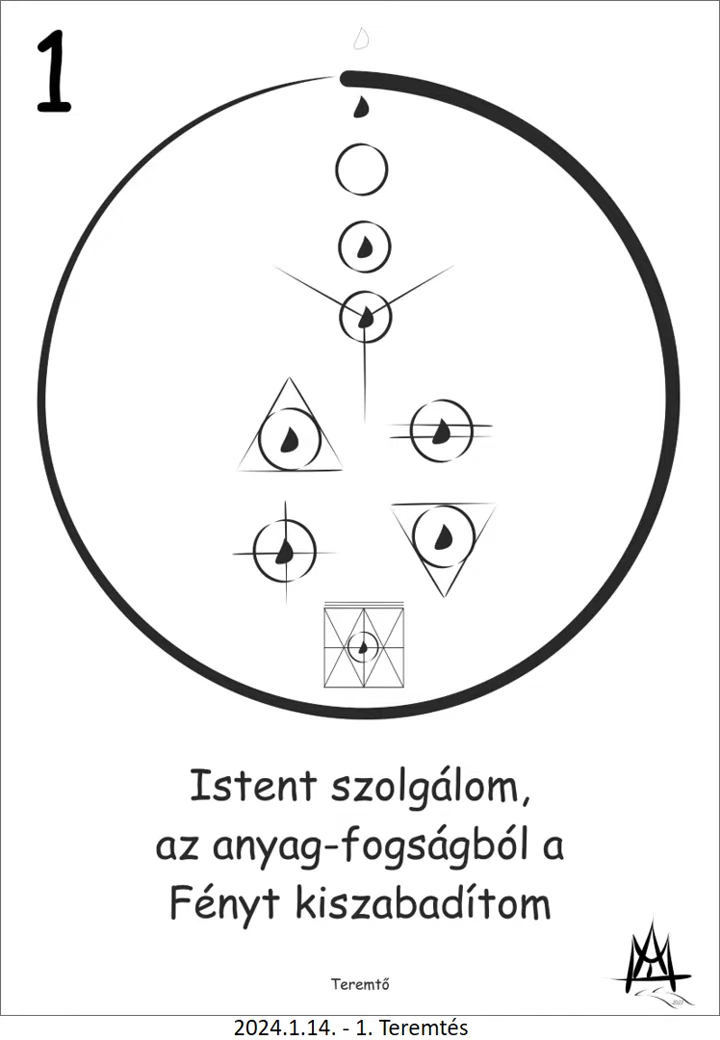 1
Istent szolgálom,
az anyag-fogságból a
Fényt kiszabadítom
Teremtő
2024.1.14. - 1. Teremtés